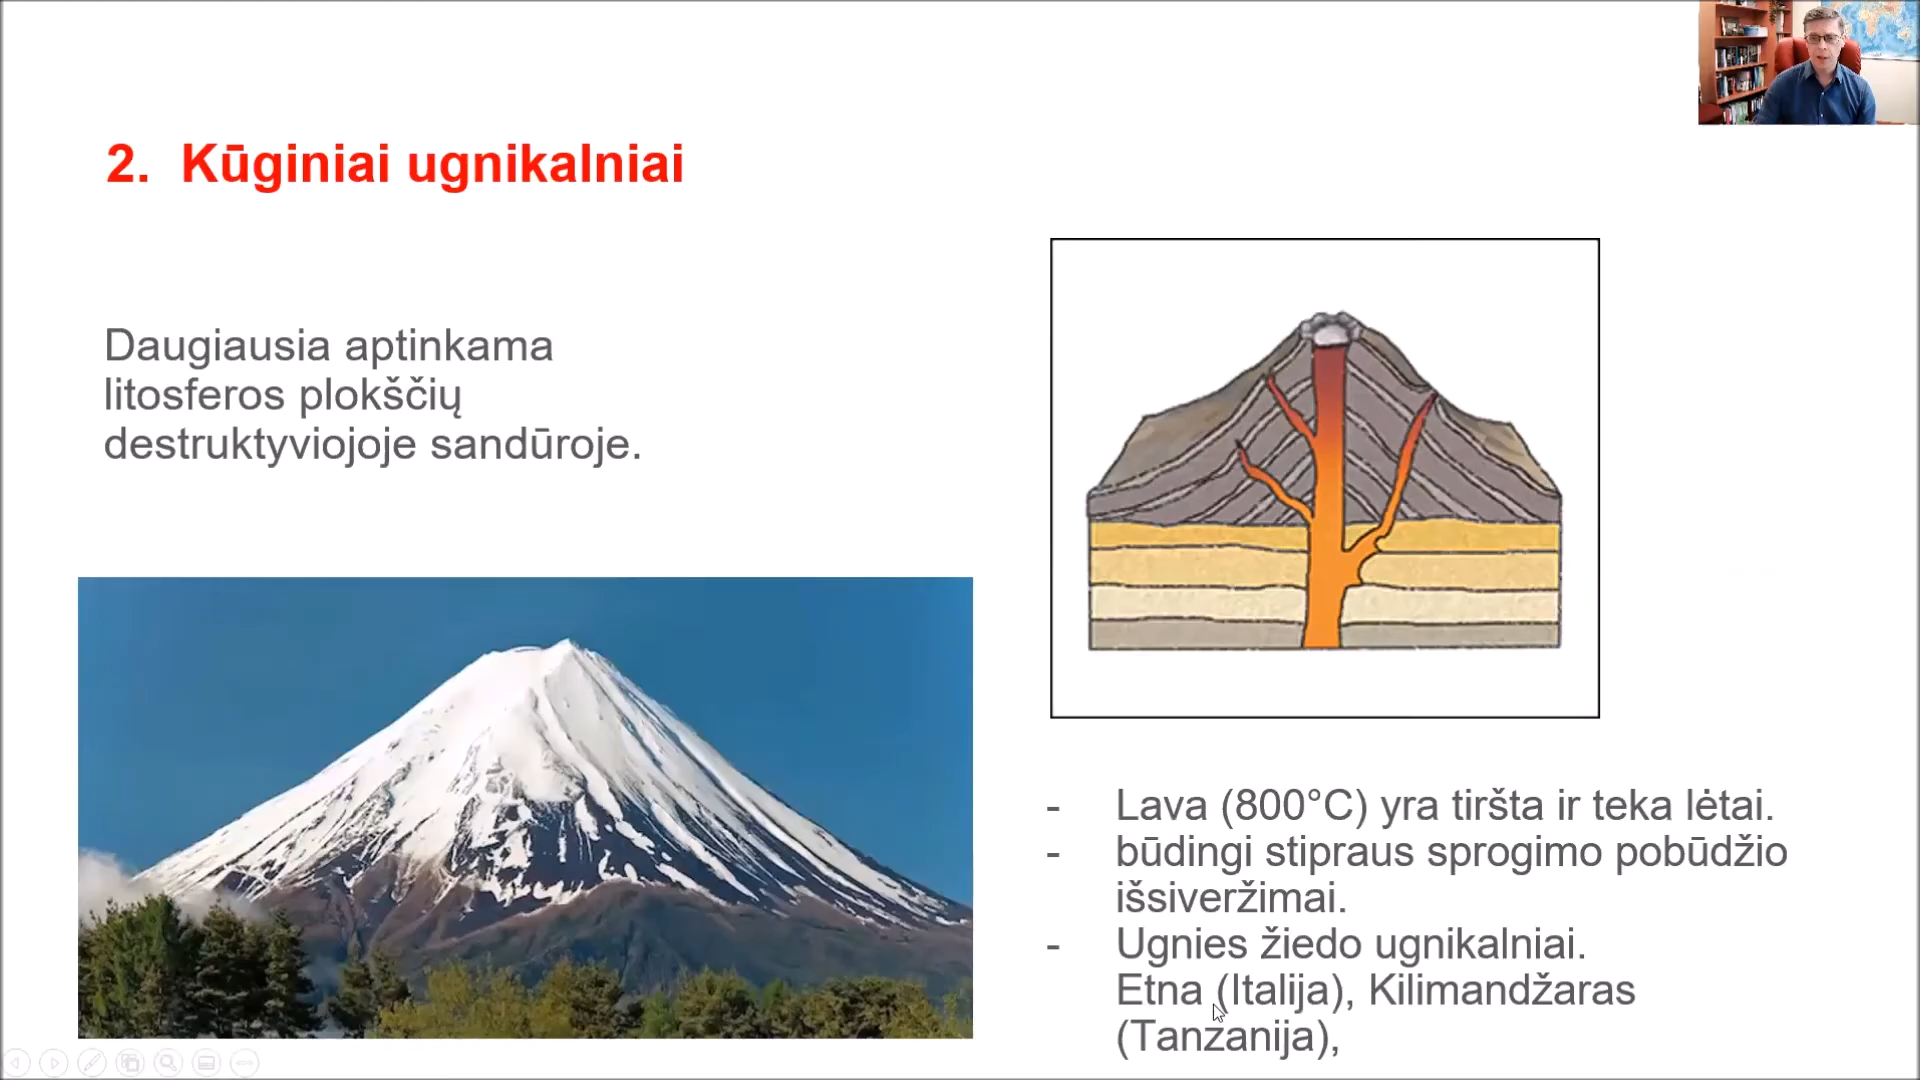 2. Kūginiai ugnikalniai
Daugiausia aptinkama
litosferos plokščių
destruktyviojoje sandūroje.
- Lava (800°C) yra tiršta ir teka lėtai.
- būdingi stipraus sprogimo pobūdžio
išsiveržimai.
- Ugnies žiedo ugnikalniai.
Etna (Italija), Kilimandžaras
(Tanzanija),